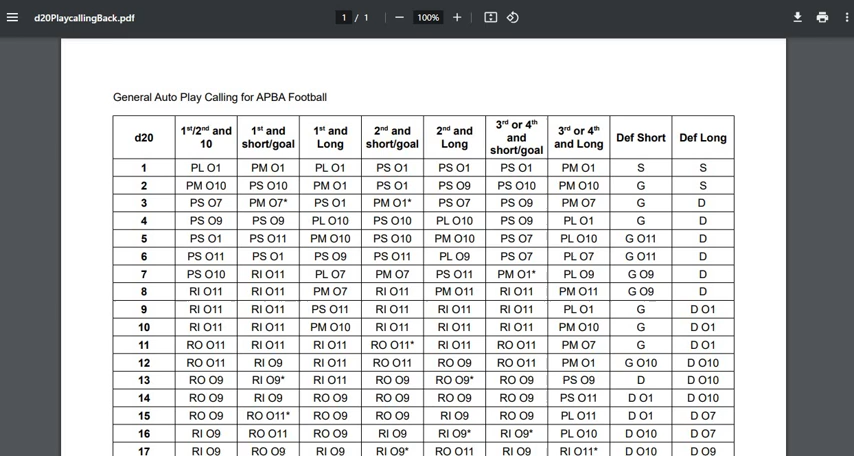 d20PlaycallingBack.pdf 1 / 1 100%
General Auto Play Calling for APBA Football
d20 1st/2nd and 10 1st and short/goal 1st and Long 2nd and short/goal 2nd and Long 3rd or 4th and short/goal 3rd or 4th and Long Def Short Def Long
1 PL O1 PM O1 PL O1 PS O1 PS O1 PS O1 PM O1 S S
2 PM O10 PS O10 PM O1 PS O1 PS O9 PS O10 PM O10 G S
3 PS O7 PM O7* PS O1 PM O1* PS O7 PS O9 PM O7 G D
4 PS O9 PS O9 PL O10 PS O10 PL O10 PS O9 PL O1 G D
5 PS O1 PS O11 PM O10 PS O10 PM O10 PS O7 PL O10 G O11 D
6 PS O11 PS O1 PS O9 PS O11 PL O9 PS O7 PL O7 G O11 D
7 PS O10 RI O11 PL O7 PM O7 PS O11 PM O1* PL O9 G O9 D
8 RI O11 RI O11 PM O7 RI O11 PM O11 RI O11 PM O11 G O9 D
9 RI O11 RI O11 PS O11 RI O11 RI O11 RI O11 PL O1 G D O1
10 RI O11 RI O11 PM O10 RI O11 RI O11 RI O11 PM O10 G D O1
11 RO O11 RI O11 RI O11 RO O11* RI O11 RO O11 PM O7 G D O1
12 RO O11 RI O9 RI O11 RO O11 RO O9 RO O11 PM O1 G O10 D O10
13 RO O9 RI O9* RI O11 RO O9 RO O9* RO O9 PS O9 D D O10
14 RO O9 RI O9 RO O9 RO O9 RO O9 RO O9 PS O11 D O1 D O10
15 RO O9 RO O11* RO O9 RO O9 RI O9 RO O9 PL O11 D O1 D O7
16 RI O9 RO O11 RO O9 RI O9 RI O9* RI O9* PL O10 D O10 D O7
17 RI O9 RO O9 RI O9 RI O9* RO O11 RI O9 RI O11* D O10 D O9